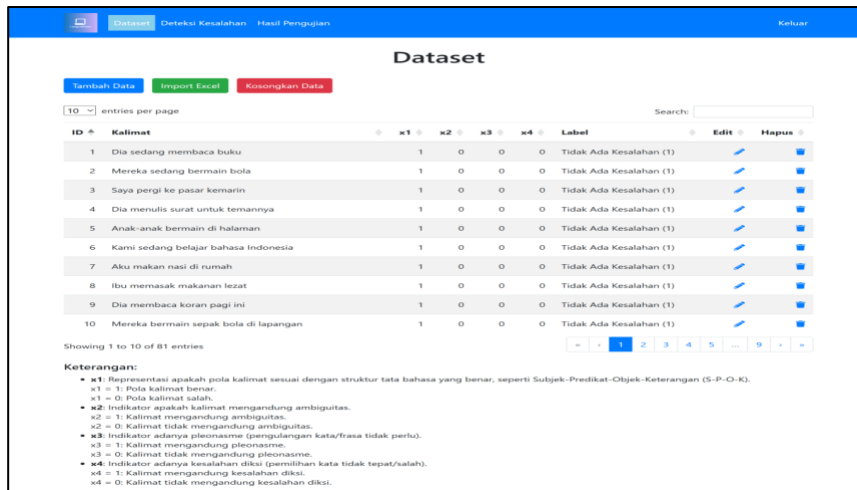 Dataset Deteksi Kesalahan Hasil Pengujian Keluar
Dataset
Tambah Data Import Excel Kosongkan Data
10 entries per page Search:
ID Kalimat x1 x2 x3 x4 Label Edit Hapus
1 Dia sedang membaca buku 1 0 0 0 Tidak Ada Kesalahan (1)
2 Mereka sedang bermain bola 1 0 0 0 Tidak Ada Kesalahan (1)
3 Saya pergi ke pasar kemarin 1 0 0 0 Tidak Ada Kesalahan (1)
4 Dia menulis surat untuk temannya 1 0 0 0 Tidak Ada Kesalahan (1)
5 Anak-anak bermain di halaman 1 0 0 0 Tidak Ada Kesalahan (1)
6 Kami sedang belajar bahasa Indonesia 1 0 0 0 Tidak Ada Kesalahan (1)
7 Aku makan nasi di rumah 1 0 0 0 Tidak Ada Kesalahan (1)
8 Ibu memasak makanan lezat 1 0 0 0 Tidak Ada Kesalahan (1)
9 Dia membaca koran pagi ini 1 0 0 0 Tidak Ada Kesalahan (1)
10 Mereka bermain sepak bola di lapangan 1 0 0 0 Tidak Ada Kesalahan (1)
Showing 1 to 10 of 81 entries « ‹ 1 2 3 4 5 ... 9 › »
Keterangan:
• x1: Representasi apakah pola kalimat sesuai dengan struktur tata bahasa yang benar, seperti Subjek-Predikat-Objek-Keterangan (S-P-O-K).
x1 = 1: Pola kalimat benar.
x1 = 0: Pola kalimat salah.
• x2: Indikator apakah kalimat mengandung ambiguitas.
x2 = 1: Kalimat mengandung ambiguitas.
x2 = 0: Kalimat tidak mengandung ambiguitas.
• x3: Indikator adanya pleonasme (pengulangan kata/frasa tidak perlu).
x3 = 1: Kalimat mengandung pleonasme.
x3 = 0: Kalimat tidak mengandung pleonasme.
• x4: Indikator adanya kesalahan diksi (pemilihan kata tidak tepat/salah).
x4 = 1: Kalimat mengandung kesalahan diksi.
x4 = 0: Kalimat tidak mengandung kesalahan diksi.